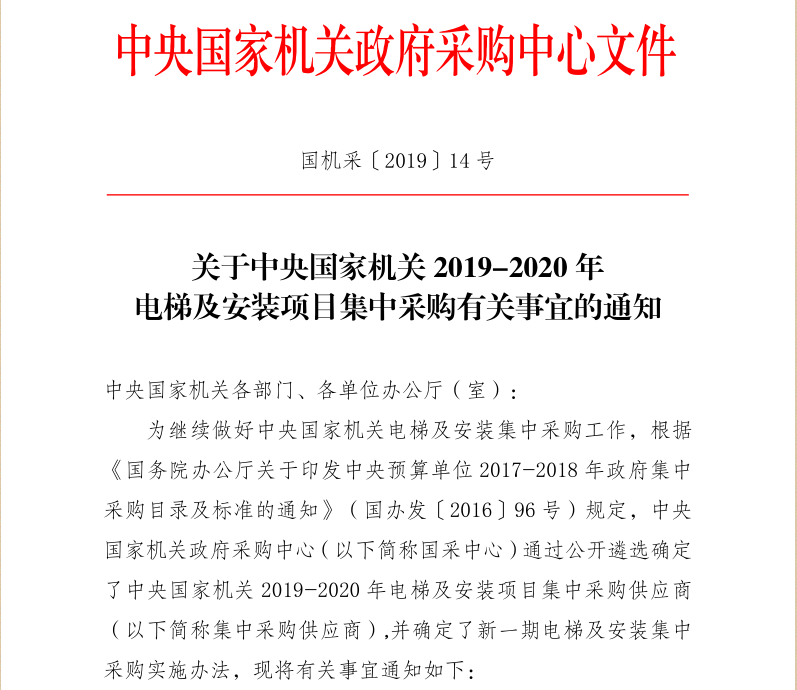 中央国家机关政府采购中心文件
国机采〔2019〕14 号
关于中央国家机关 2019–2020 年
电梯及安装项目集中采购有关事宜的通知
中央国家机关各部门、各单位办公厅（室）:
为继续做好中央国家机关电梯及安装集中采购工作，根据
《国务院办公厅关于印发中央预算单位 2017-2018 年政府集中
采购目录及标准的通知》（国办发〔2016〕96 号）规定，中央
国家机关政府采购中心（以下简称国采中心）通过公开遴选确定
了中央国家机关 2019-2020 年电梯及安装项目集中采购供应商
（以下简称集中采购供应商）,并确定了新一期电梯及安装集中
采购实施办法，现将有关事宜通知如下: